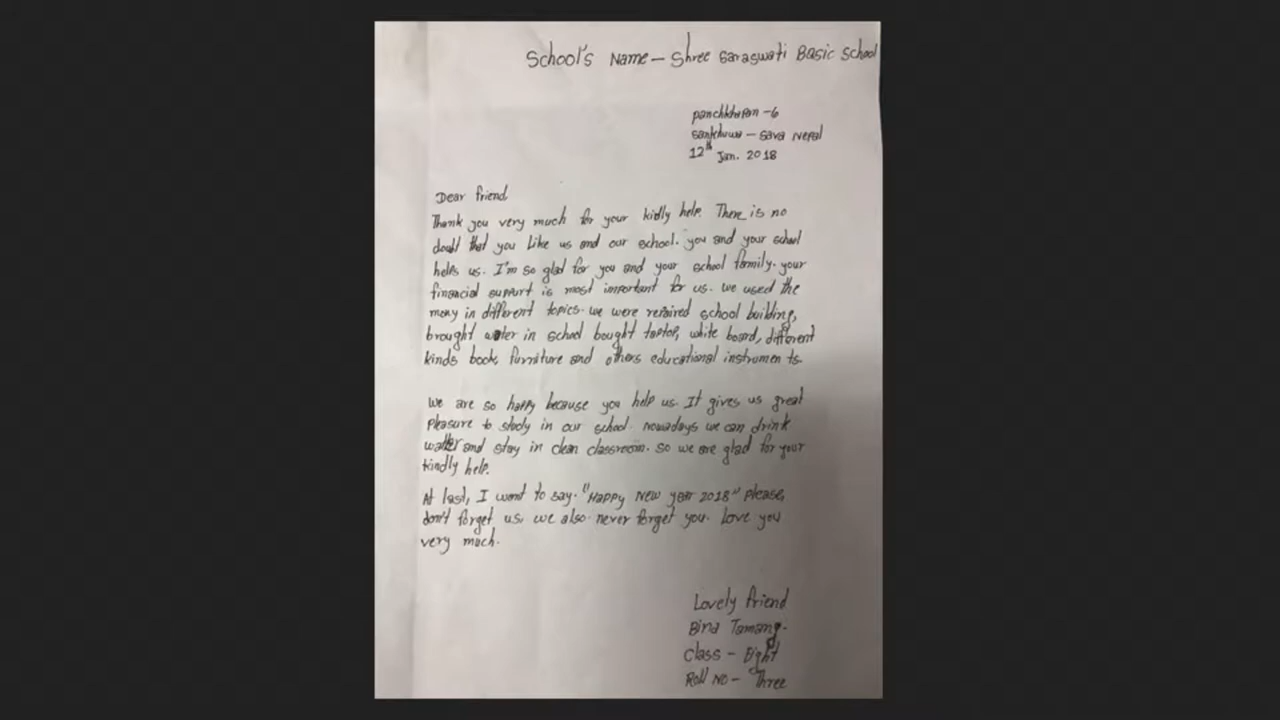 School's Name – Shree Saraswati Basic School
panchkhapan – 6
sankhuwa – sava Nepal
12th Jan. 2018
Dear friend,
Thank you very much for your kidly help. There is no
doubt that you like us and our school. you and your school
helps us. I'm so glad for you and your school family. your
financial support is most important for us. we used the
mony in different topics. we were repaired school building,
brought water in school bought laptop, white board, different
kinds book, furniture and others educational instruments.
We are so happy because you help us. It gives us great
pleasure to study in our school. nowadays we can drink
water and stay in clean classroom. so we are glad for your
kindly help.
At last, I want to say. "Happy New year 2018" please,
don't forget us, we also never forget you. love you
very much.
Lovely friend
Bina Tamang.
Class – Eight
Roll No – Three